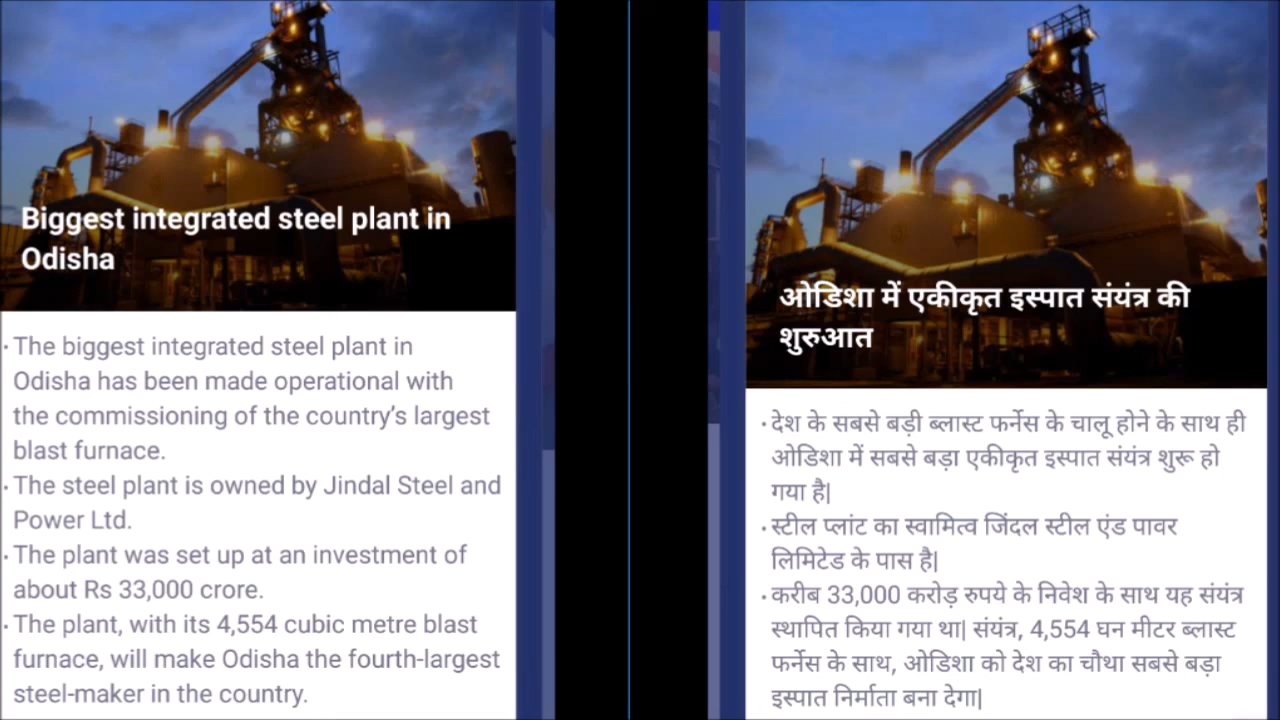 Biggest integrated steel plant in
Odisha
· The biggest integrated steel plant in
Odisha has been made operational with
the commissioning of the country's largest
blast furnace.
· The steel plant is owned by Jindal Steel and
Power Ltd.
· The plant was set up at an investment of
about Rs 33,000 crore.
· The plant, with its 4,554 cubic metre blast
furnace, will make Odisha the fourth-largest
steel-maker in the country.
ओडिशा में एकीकृत इस्पात संयंत्र की
शुरुआत
· देश के सबसे बड़ी ब्लास्ट फर्नेस के चालू होने के साथ ही
ओडिशा में सबसे बड़ा एकीकृत इस्पात संयंत्र शुरू हो
गया है|
· स्टील प्लांट का स्वामित्व जिंदल स्टील एंड पावर
लिमिटेड के पास है|
· करीब 33,000 करोड़ रुपये के निवेश के साथ यह संयंत्र
स्थापित किया गया था| संयंत्र, 4,554 घन मीटर ब्लास्ट
फर्नेस के साथ, ओडिशा को देश का चौथा सबसे बड़ा
इस्पात निर्माता बना देगा|